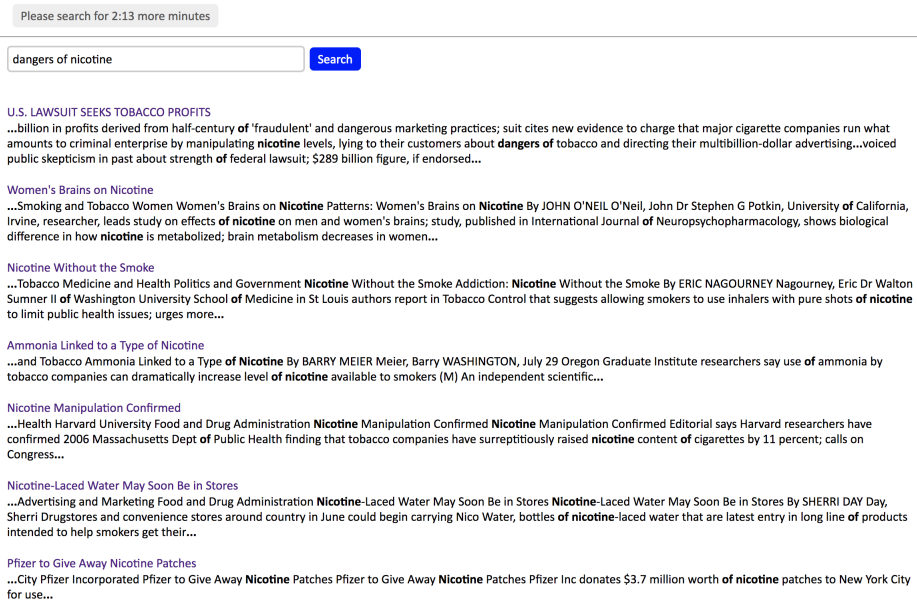 Please search for 2:13 more minutes
dangers of nicotine
Search
U.S. LAWSUIT SEEKS TOBACCO PROFITS
...billion in profits derived from half-century of 'fraudulent' and dangerous marketing practices; suit cites new evidence to charge that major cigarette companies run what
amounts to criminal enterprise by manipulating nicotine levels, lying to their customers about dangers of tobacco and directing their multibillion-dollar advertising...voiced
public skepticism in past about strength of federal lawsuit; $289 billion figure, if endorsed...
Women's Brains on Nicotine
...Smoking and Tobacco Women Women's Brains on Nicotine Patterns: Women's Brains on Nicotine By JOHN O'NEIL O'Neil, John Dr Stephen G Potkin, University of California,
Irvine, researcher, leads study on effects of nicotine on men and women's brains; study, published in International Journal of Neuropsychopharmacology, shows biological
difference in how nicotine is metabolized; brain metabolism decreases in women...
Nicotine Without the Smoke
...Tobacco Medicine and Health Politics and Government Nicotine Without the Smoke Addiction: Nicotine Without the Smoke By ERIC NAGOURNEY Nagourney, Eric Dr Walton
Sumner II of Washington University School of Medicine in St Louis authors report in Tobacco Control that suggests allowing smokers to use inhalers with pure shots of nicotine
to limit public health issues; urges more...
Ammonia Linked to a Type of Nicotine
...and Tobacco Ammonia Linked to a Type of Nicotine By BARRY MEIER Meier, Barry WASHINGTON, July 29 Oregon Graduate Institute researchers say use of ammonia by
tobacco companies can dramatically increase level of nicotine available to smokers (M) An independent scientific...
Nicotine Manipulation Confirmed
...Health Harvard University Food and Drug Administration Nicotine Manipulation Confirmed Nicotine Manipulation Confirmed Editorial says Harvard researchers have
confirmed 2006 Massachusetts Dept of Public Health finding that tobacco companies have surreptitiously raised nicotine content of cigarettes by 11 percent; calls on
Congress...
Nicotine-Laced Water May Soon Be in Stores
...Advertising and Marketing Food and Drug Administration Nicotine-Laced Water May Soon Be in Stores Nicotine-Laced Water May Soon Be in Stores By SHERRI DAY Day,
Sherri Drugstores and convenience stores around country in June could begin carrying Nico Water, bottles of nicotine-laced water that are latest entry in long line of products
intended to help smokers get their...
Pfizer to Give Away Nicotine Patches
...City Pfizer Incorporated Pfizer to Give Away Nicotine Patches Pfizer to Give Away Nicotine Patches Pfizer Inc donates $3.7 million worth of nicotine patches to New York City
for use...